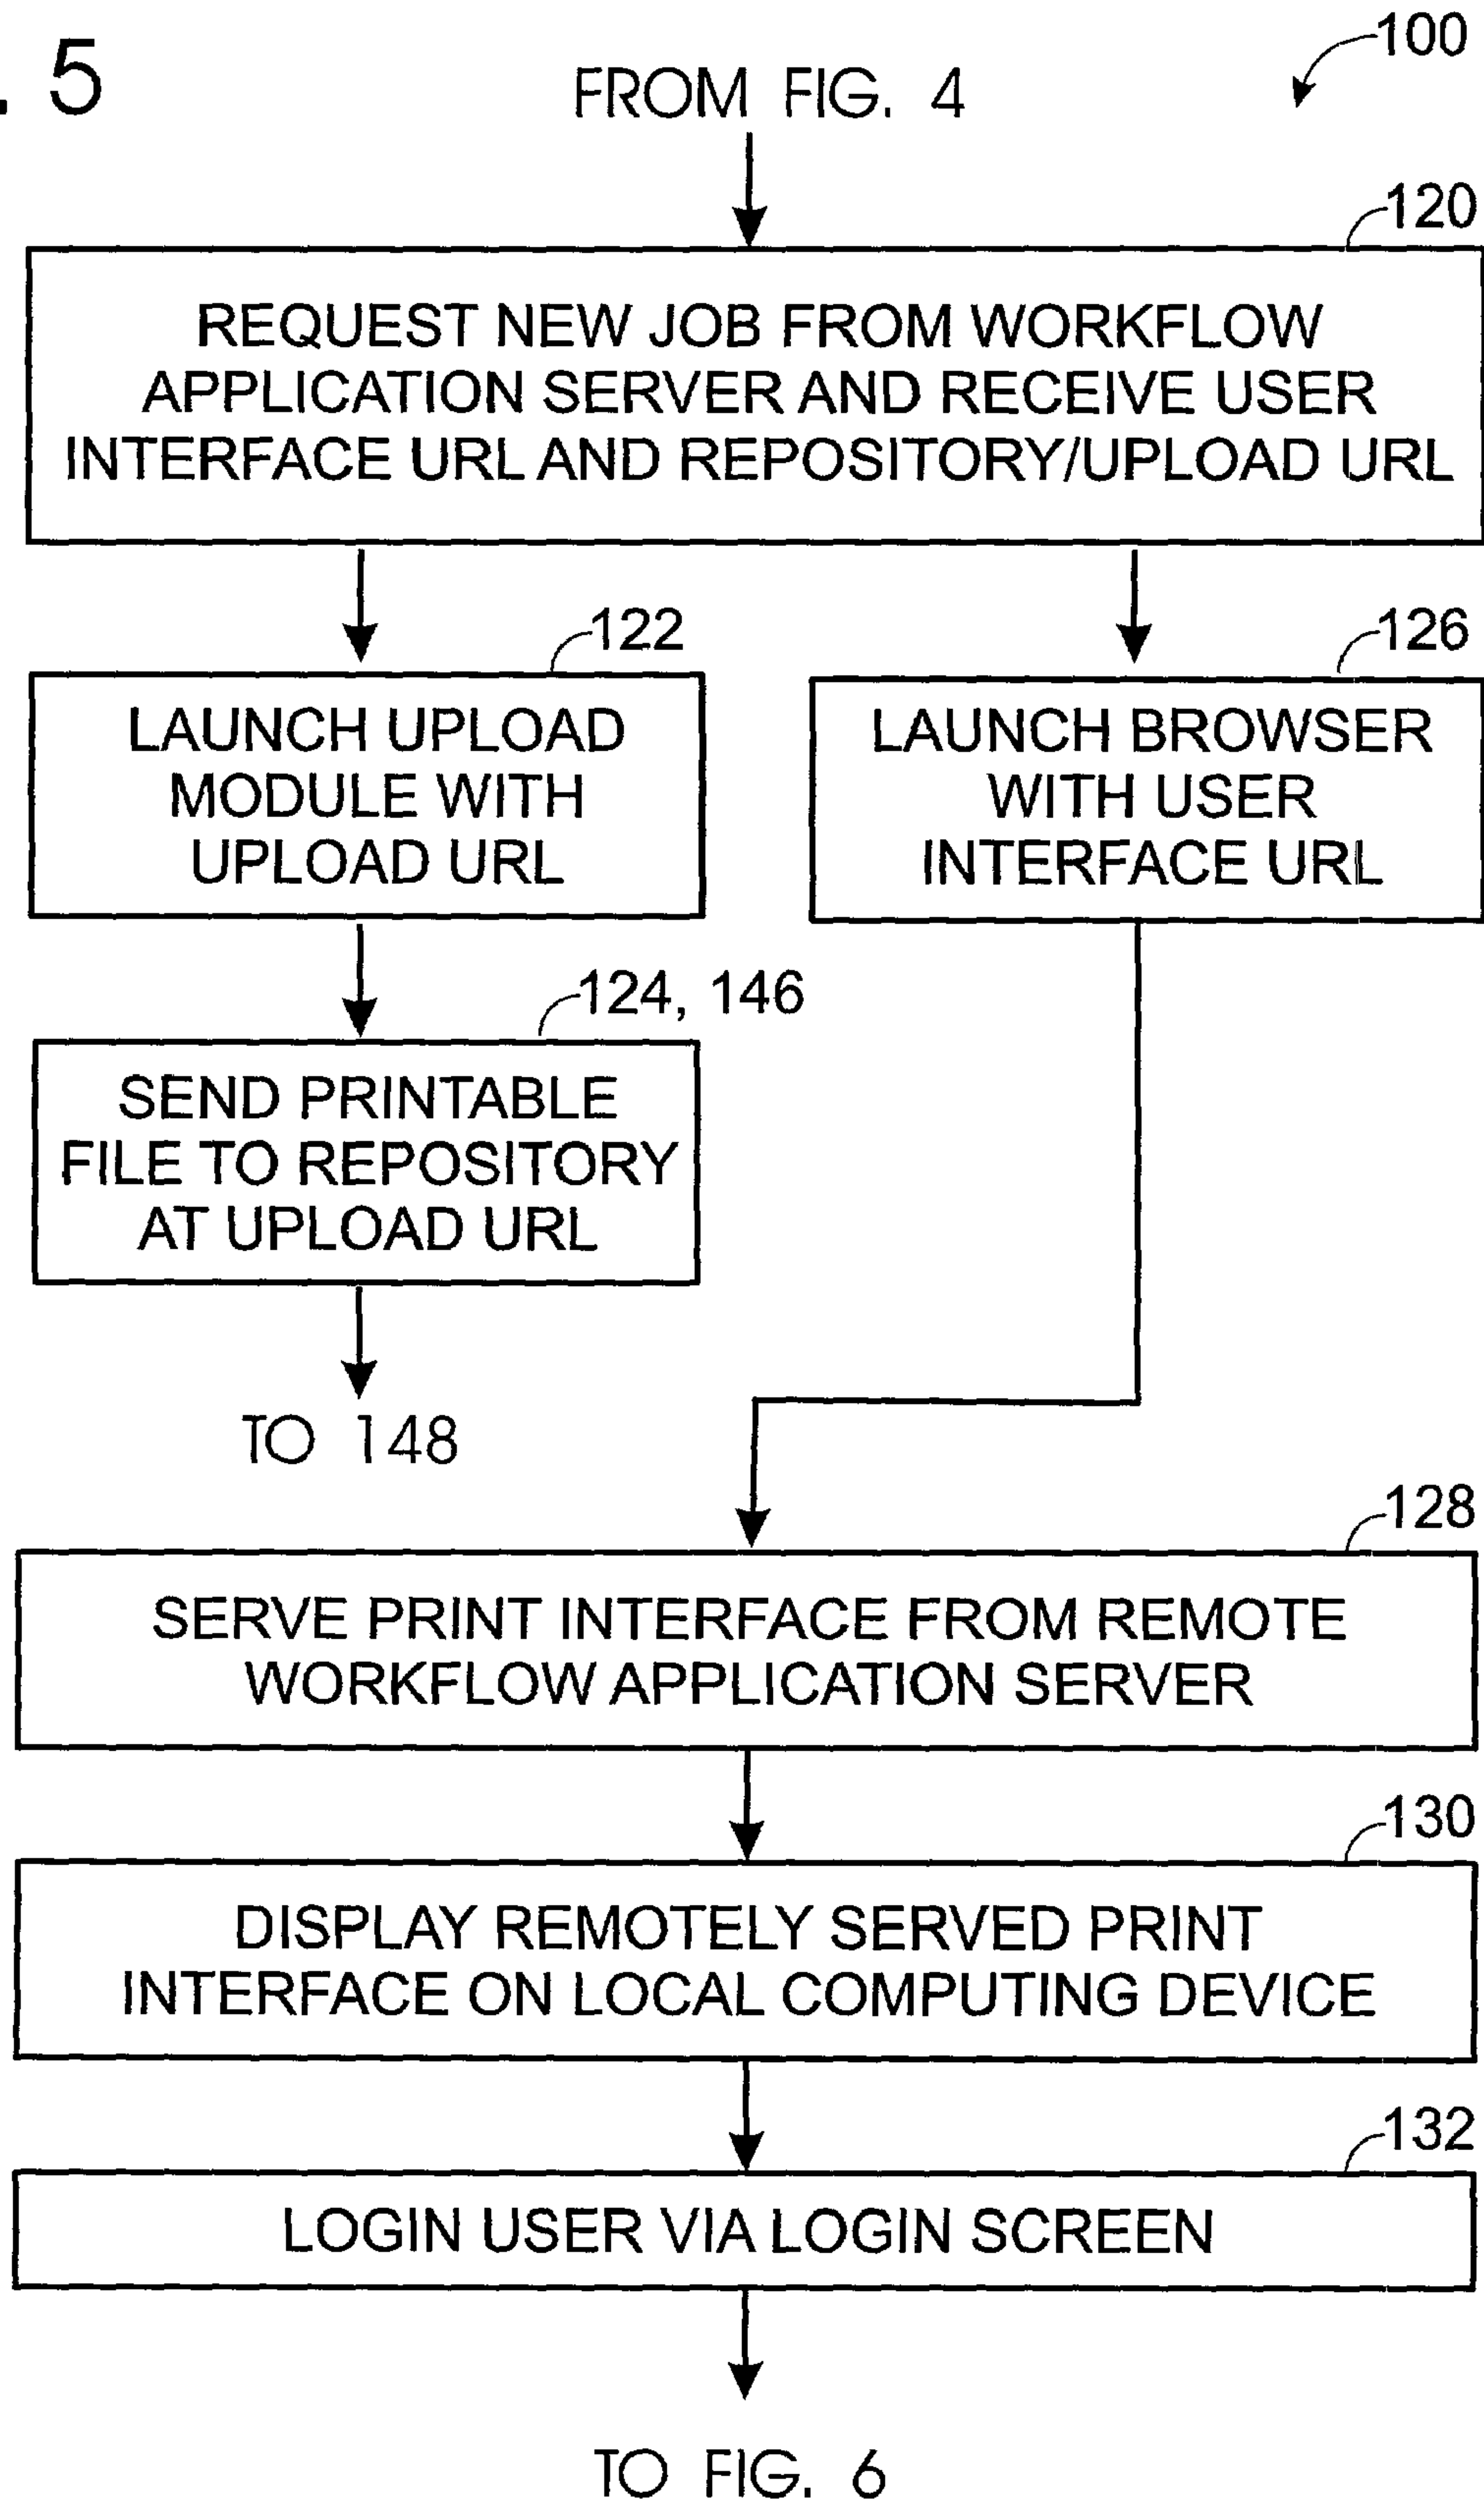 . 5
100
FROM FIG. 4
120
REQUEST NEW JOB FROM WORKFLOW
APPLICATION SERVER AND RECEIVE USER
INTERFACE URL AND REPOSITORY/UPLOAD URL
122
LAUNCH UPLOAD
MODULE WITH
UPLOAD URL
126
LAUNCH BROWSER
WITH USER
INTERFACE URL
124, 146
SEND PRINTABLE
FILE TO REPOSITORY
AT UPLOAD URL
TO 148
128
SERVE PRINT INTERFACE FROM REMOTE
WORKFLOW APPLICATION SERVER
130
DISPLAY REMOTELY SERVED PRINT
INTERFACE ON LOCAL COMPUTING DEVICE
132
LOGIN USER VIA LOGIN SCREEN
TO FIG. 6